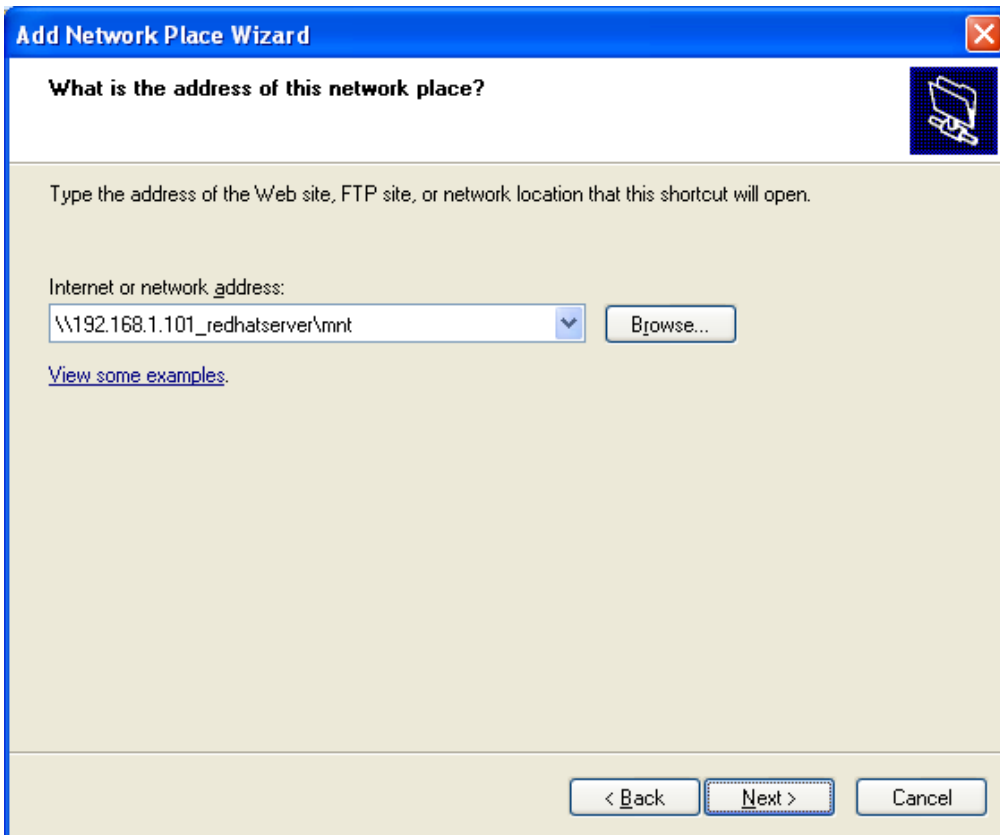 Add Network Place Wizard
What is the address of this network place?
Type the address of the Web site, FTP site, or network location that this shortcut will open.
Internet or network address:
\\192.168.1.101_redhatserver\mnt
Browse...
View some examples.
< Back
Next >
Cancel